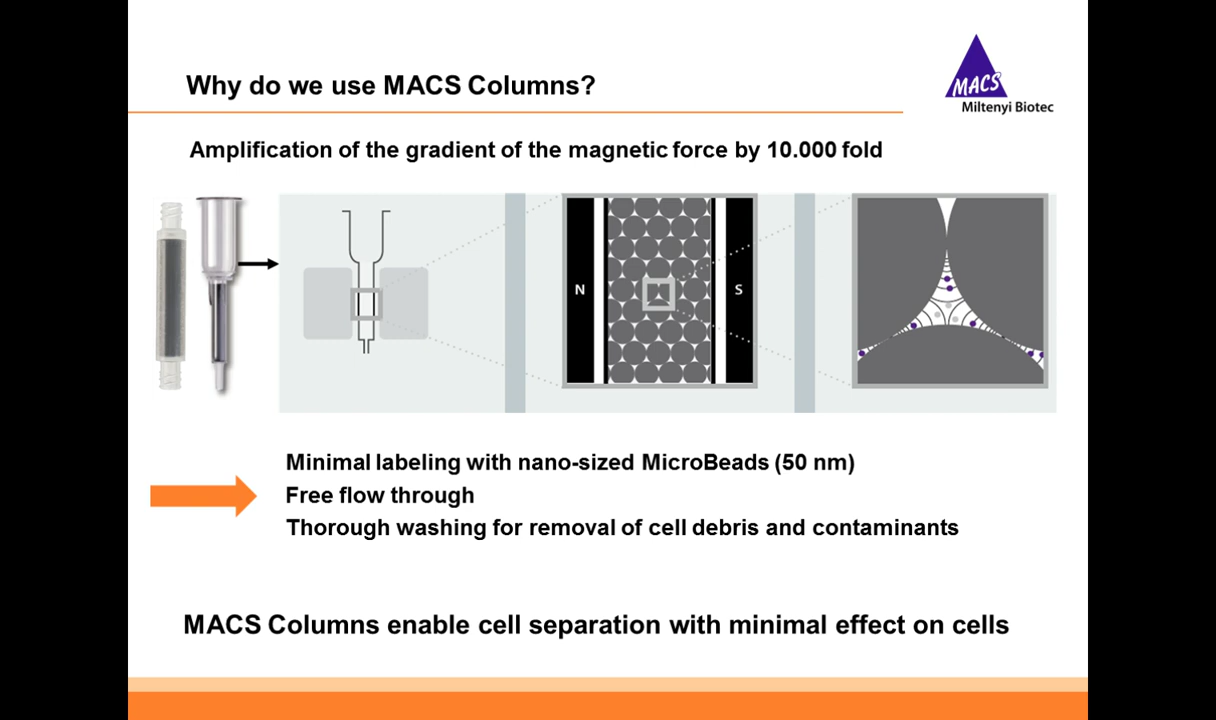 Why do we use MACS Columns?
MACS
Miltenyi Biotec
Amplification of the gradient of the magnetic force by 10.000 fold
N
S
Minimal labeling with nano-sized MicroBeads (50 nm)
Free flow through
Thorough washing for removal of cell debris and contaminants
MACS Columns enable cell separation with minimal effect on cells